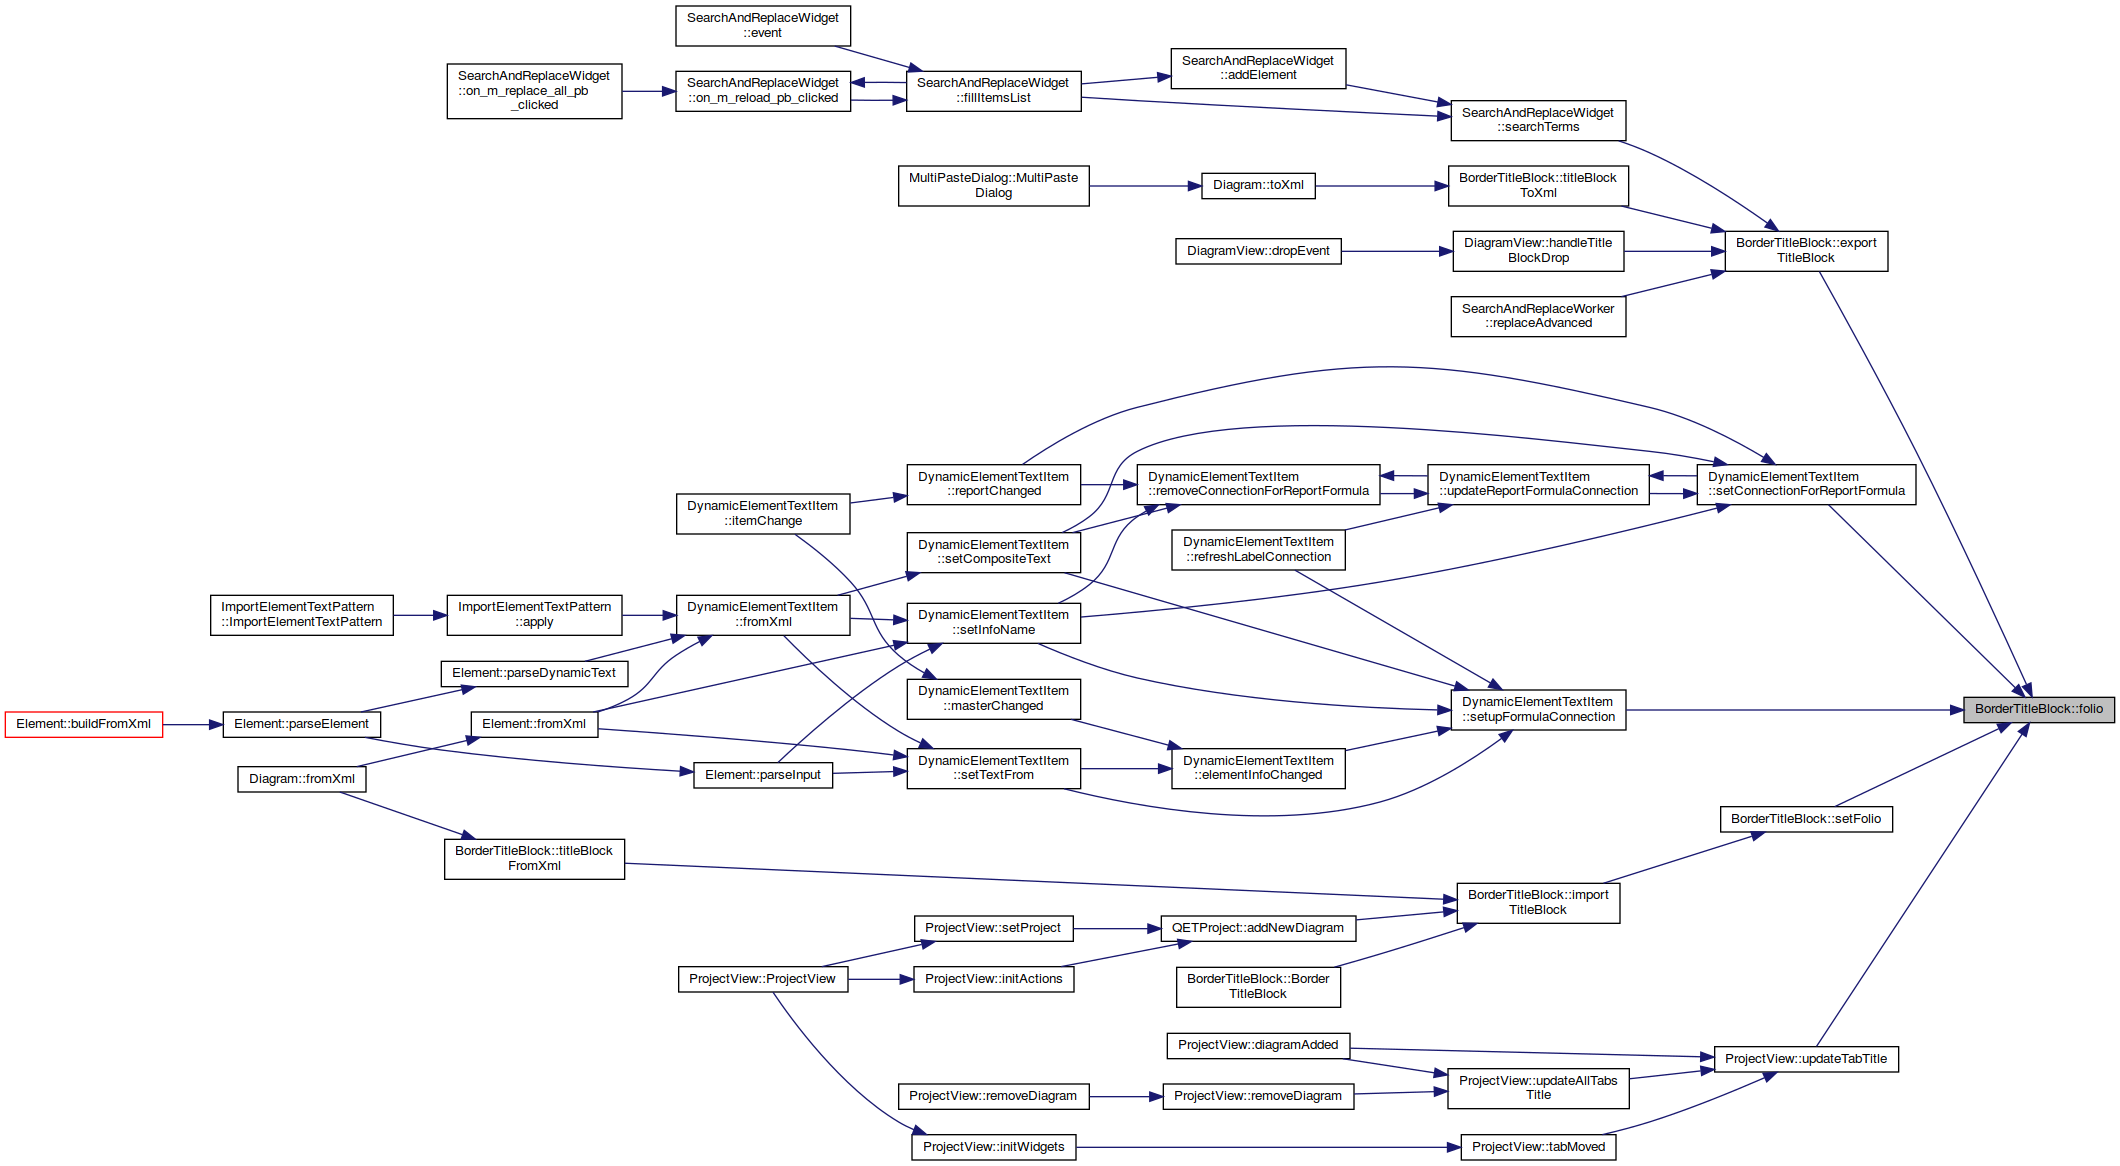 SearchAndReplaceWidget
::event
SearchAndReplaceWidget
::on_m_replace_all_pb
_clicked
SearchAndReplaceWidget
::on_m_reload_pb_clicked
SearchAndReplaceWidget
::fillItemsList
SearchAndReplaceWidget
::addElement
SearchAndReplaceWidget
::searchTerms
MultiPasteDialog::MultiPaste
Dialog
Diagram::toXml
BorderTitleBlock::titleBlock
ToXml
DiagramView::dropEvent
DiagramView::handleTitle
BlockDrop
BorderTitleBlock::export
TitleBlock
SearchAndReplaceWorker
::replaceAdvanced
DynamicElementTextItem
::reportChanged
DynamicElementTextItem
::removeConnectionForReportFormula
DynamicElementTextItem
::updateReportFormulaConnection
DynamicElementTextItem
::setConnectionForReportFormula
DynamicElementTextItem
::itemChange
DynamicElementTextItem
::setCompositeText
DynamicElementTextItem
::refreshLabelConnection
ImportElementTextPattern
::ImportElementTextPattern
ImportElementTextPattern
::apply
DynamicElementTextItem
::fromXml
DynamicElementTextItem
::setInfoName
Element::parseDynamicText
DynamicElementTextItem
::masterChanged
DynamicElementTextItem
::setupFormulaConnection
BorderTitleBlock::folio
Element::buildFromXml
Element::parseElement
Element::fromXml
Diagram::fromXml
Element::parseInput
DynamicElementTextItem
::setTextFrom
DynamicElementTextItem
::elementInfoChanged
BorderTitleBlock::setFolio
BorderTitleBlock::titleBlock
FromXml
BorderTitleBlock::import
TitleBlock
ProjectView::setProject
QETProject::addNewDiagram
ProjectView::ProjectView
ProjectView::initActions
BorderTitleBlock::Border
TitleBlock
ProjectView::diagramAdded
ProjectView::updateTabTitle
ProjectView::updateAllTabs
Title
ProjectView::removeDiagram
ProjectView::removeDiagram
ProjectView::initWidgets
ProjectView::tabMoved